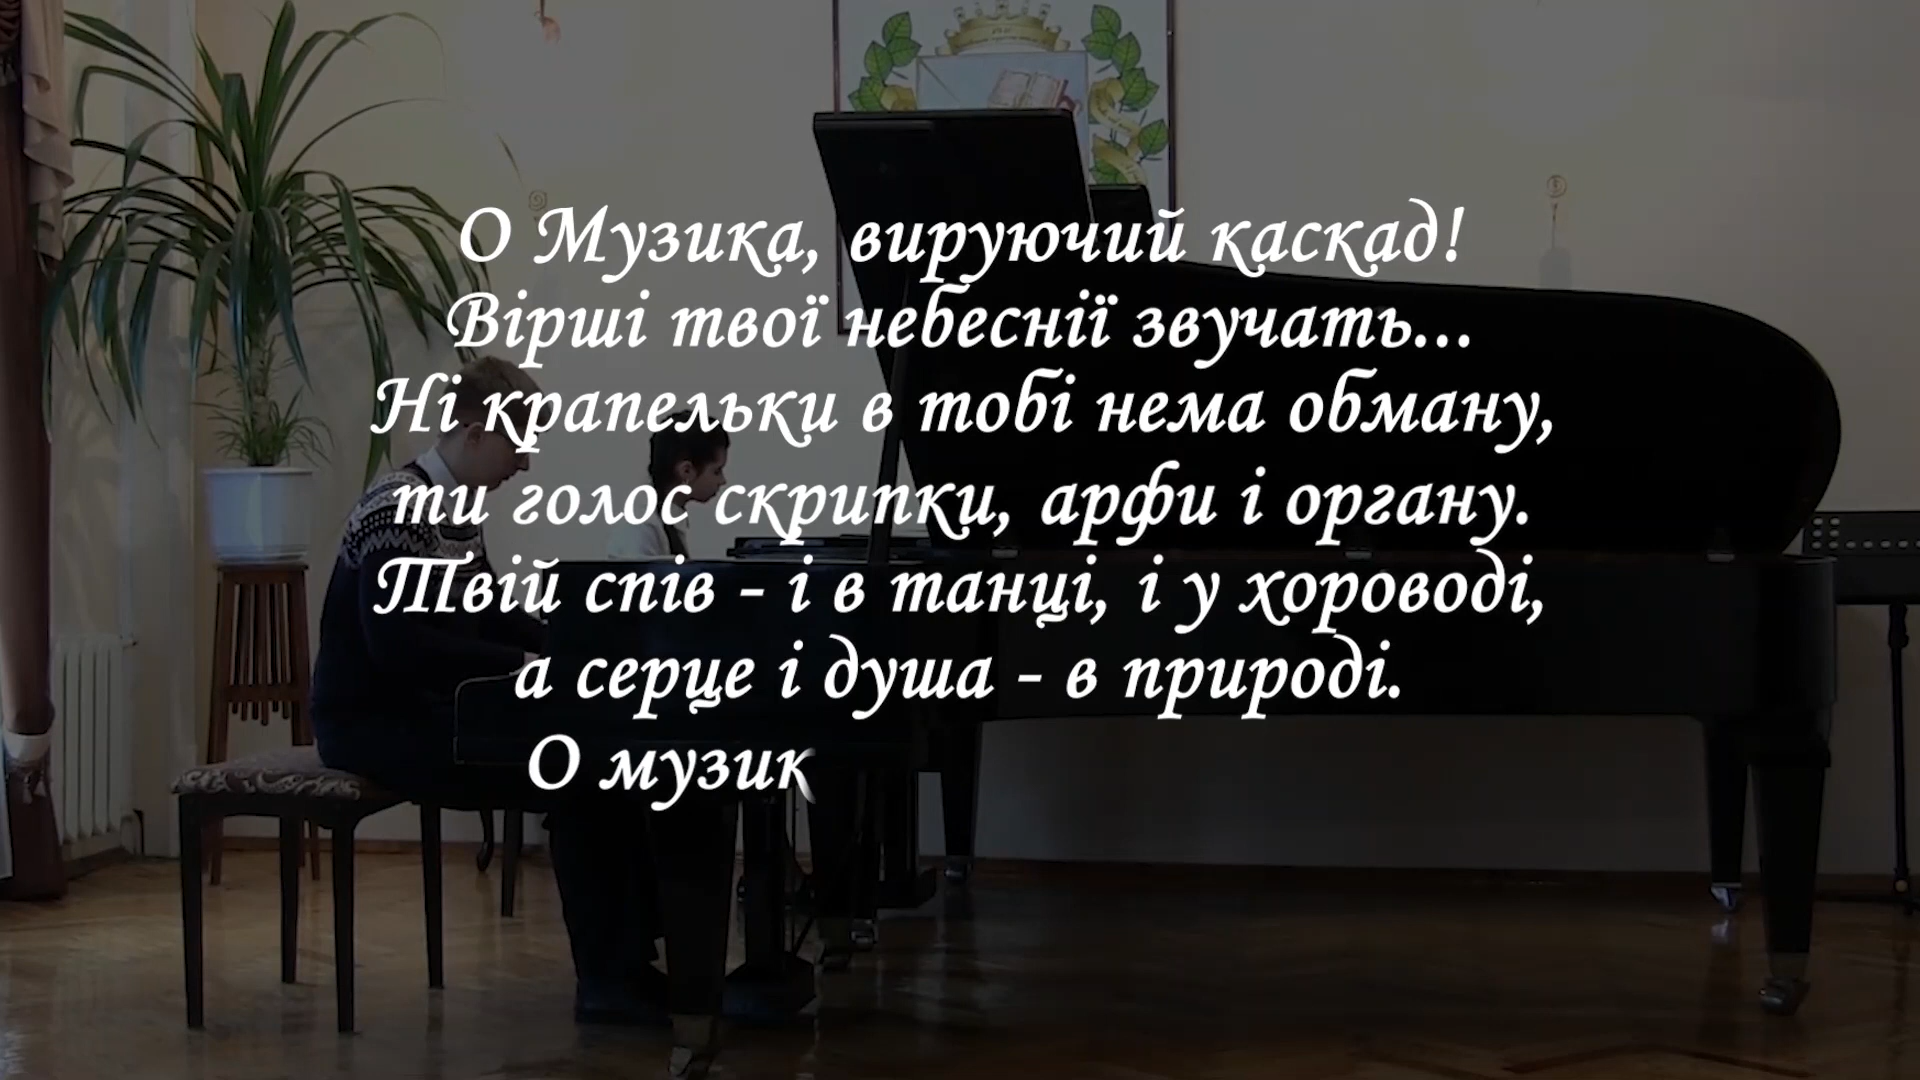 О Музика, вируючий каскад!
Вірші твої небеснії звучать...
Ні крапельки в тобі нема обману,
ти голос скрипки, арфи і органу.
Твій спів - і в танці, і у хороводі,
а серце і душа - в природі.
О музик